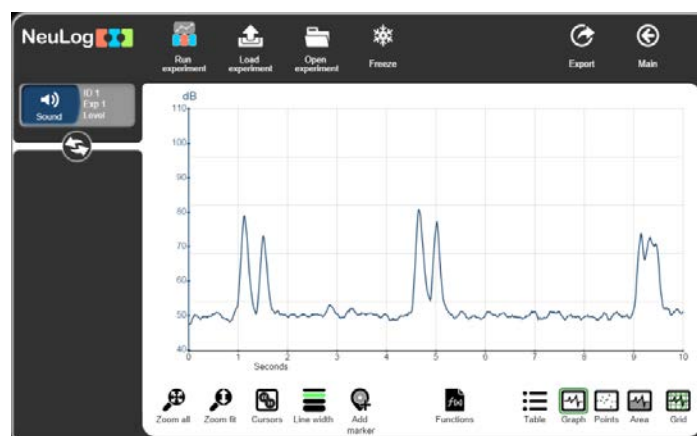 NeuLog
Run
experiment
Load
experiment
Open
experiment
Freeze
Export
Main
Sound
ID 1
Exp 1
Level
dB
110
100
90
80
70
60
50
40
0 1 2 3 4 5 6 7 8 9 10
Seconds
Zoom all
Zoom fit
Cursors
Line width
Add
marker
f(x)
Functions
Table
Graph
Points
Area
Grid